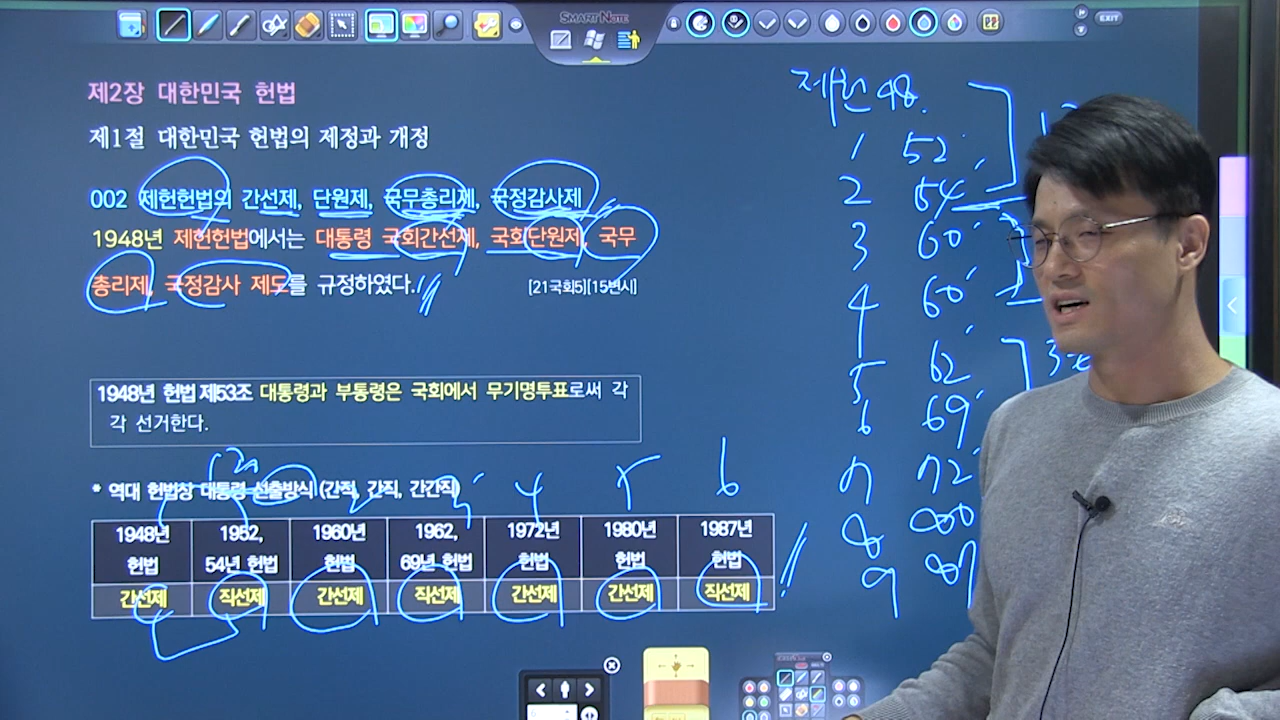 SMART NOTE
EXIT
제2장 대한민국 헌법
제1절 대한민국 헌법의 제정과 개정
002 제헌헌법의 간선제, 단원제, 국무총리제, 국정감사제
1948년 제헌헌법에서는 대통령 국회간선제, 국회단원제, 국무
총리제, 국정감사 제도를 규정하였다.
[21국회5][15변시]
1948년 헌법 제53조 대통령과 부통령은 국회에서 무기명투표로써 각
각 선거한다.
* 역대 헌법상 대통령 선출방식 (간적, 간직, 간간직)
2 3 4 5 6
1948년 헌법 1952, 54년 헌법 1960년 헌법 1962, 69년 헌법 1972년 헌법 1980년 헌법 1987년 헌법
간선제 직선제 간선제 직선제 간선제 간선제 직선제
제헌 48
1 52
2 54
3 60
4 60
5 62
6 69
7 72
8 80
9 87